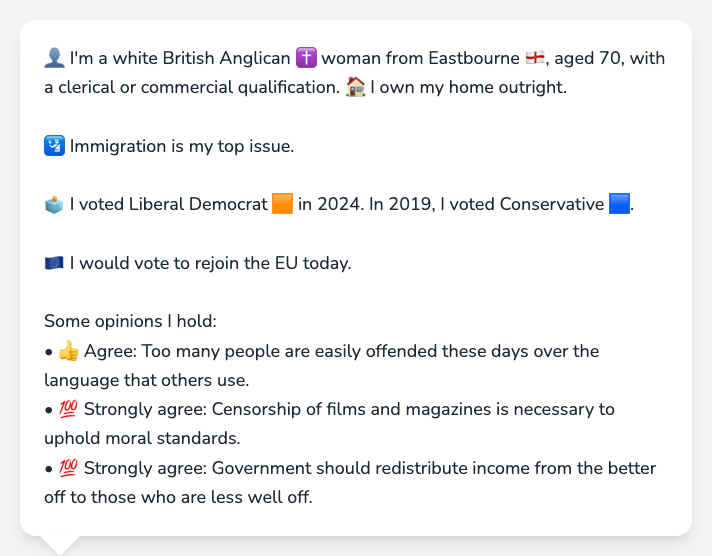 👤 I'm a white British Anglican ✝️ woman from Eastbourne 🏴󠁧󠁢󠁥󠁮󠁧󠁿, aged 70, with
a clerical or commercial qualification. 🏠 I own my home outright.
🛂 Immigration is my top issue.
🗳️ I voted Liberal Democrat 🟧 in 2024. In 2019, I voted Conservative 🟦.
🇪🇺 I would vote to rejoin the EU today.
Some opinions I hold:
• 👍 Agree: Too many people are easily offended these days over the
language that others use.
• 💯 Strongly agree: Censorship of films and magazines is necessary to
uphold moral standards.
• 💯 Strongly agree: Government should redistribute income from the better
off to those who are less well off.